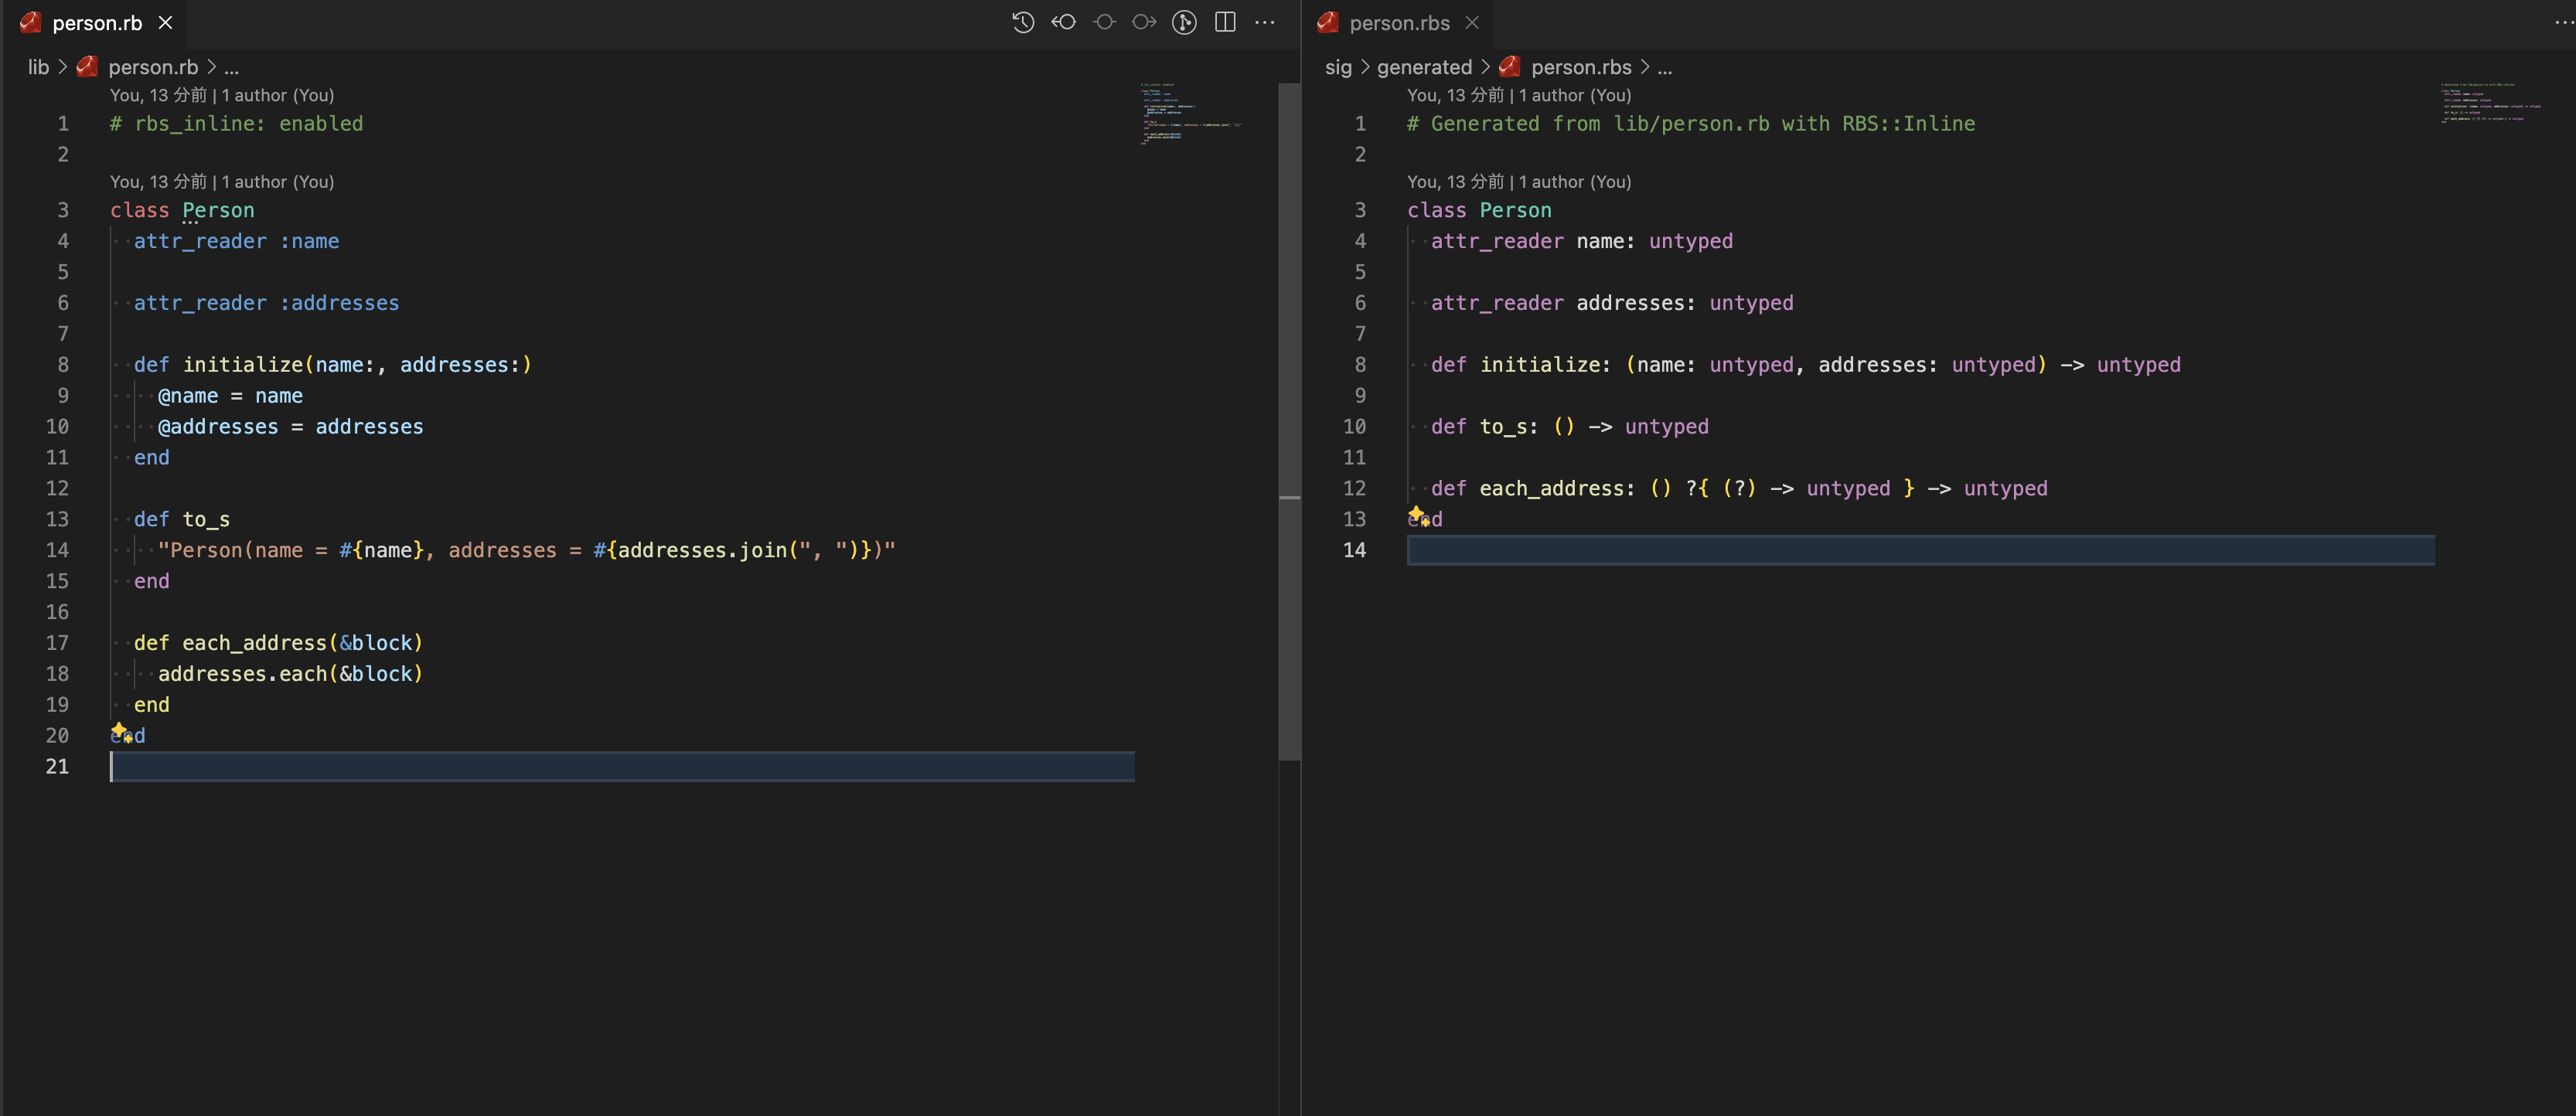 person.rb
lib > person.rb > ...
You, 13 分前 | 1 author (You)
1 # rbs_inline: enabled
2
You, 13 分前 | 1 author (You)
3 class Person
4 attr_reader :name
5
6 attr_reader :addresses
7
8 def initialize(name:, addresses:)
9 @name = name
10 @addresses = addresses
11 end
12
13 def to_s
14 "Person(name = #{name}, addresses = #{addresses.join(", ")})"
15 end
16
17 def each_address(&block)
18 addresses.each(&block)
19 end
20 end
21
person.rbs
sig > generated > person.rbs > ...
You, 13 分前 | 1 author (You)
1 # Generated from lib/person.rb with RBS::Inline
2
You, 13 分前 | 1 author (You)
3 class Person
4 attr_reader name: untyped
5
6 attr_reader addresses: untyped
7
8 def initialize: (name: untyped, addresses: untyped) -> untyped
9
10 def to_s: () -> untyped
11
12 def each_address: () ?{ (?) -> untyped } -> untyped
13 end
14